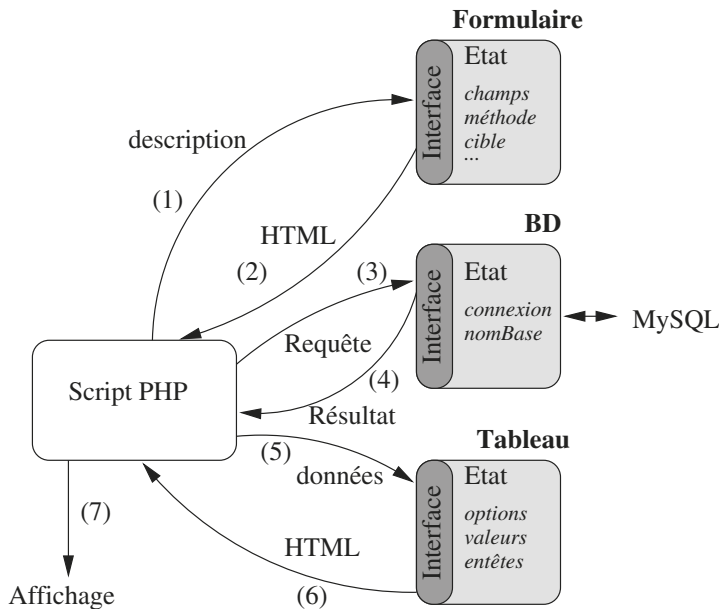 Formulaire
Interface
Etat
champs
méthode
cible
...
description
(1)
HTML
(2)
BD
Interface
Etat
connexion
nomBase
MySQL
(3)
Requête
(4)
Résultat
Script PHP
(5)
données
Tableau
Interface
Etat
options
valeurs
entêtes
HTML
(6)
(7)
Affichage